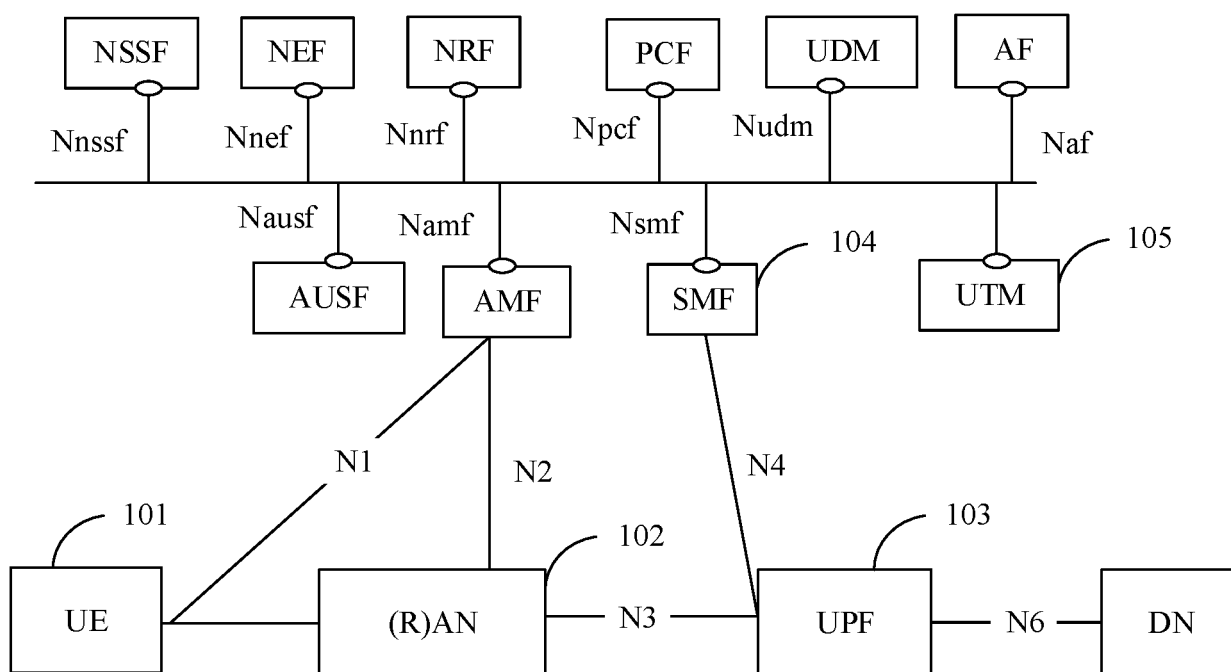 NSSF NEF NRF PCF UDM AF
Nnssf Nnef Nnrf Npcf Nudm Naf
Nausf Namf Nsmf 104 105
AUSF AMF SMF UTM
N1 N2 N4
101 102 103
UE (R)AN N3 UPF N6 DN